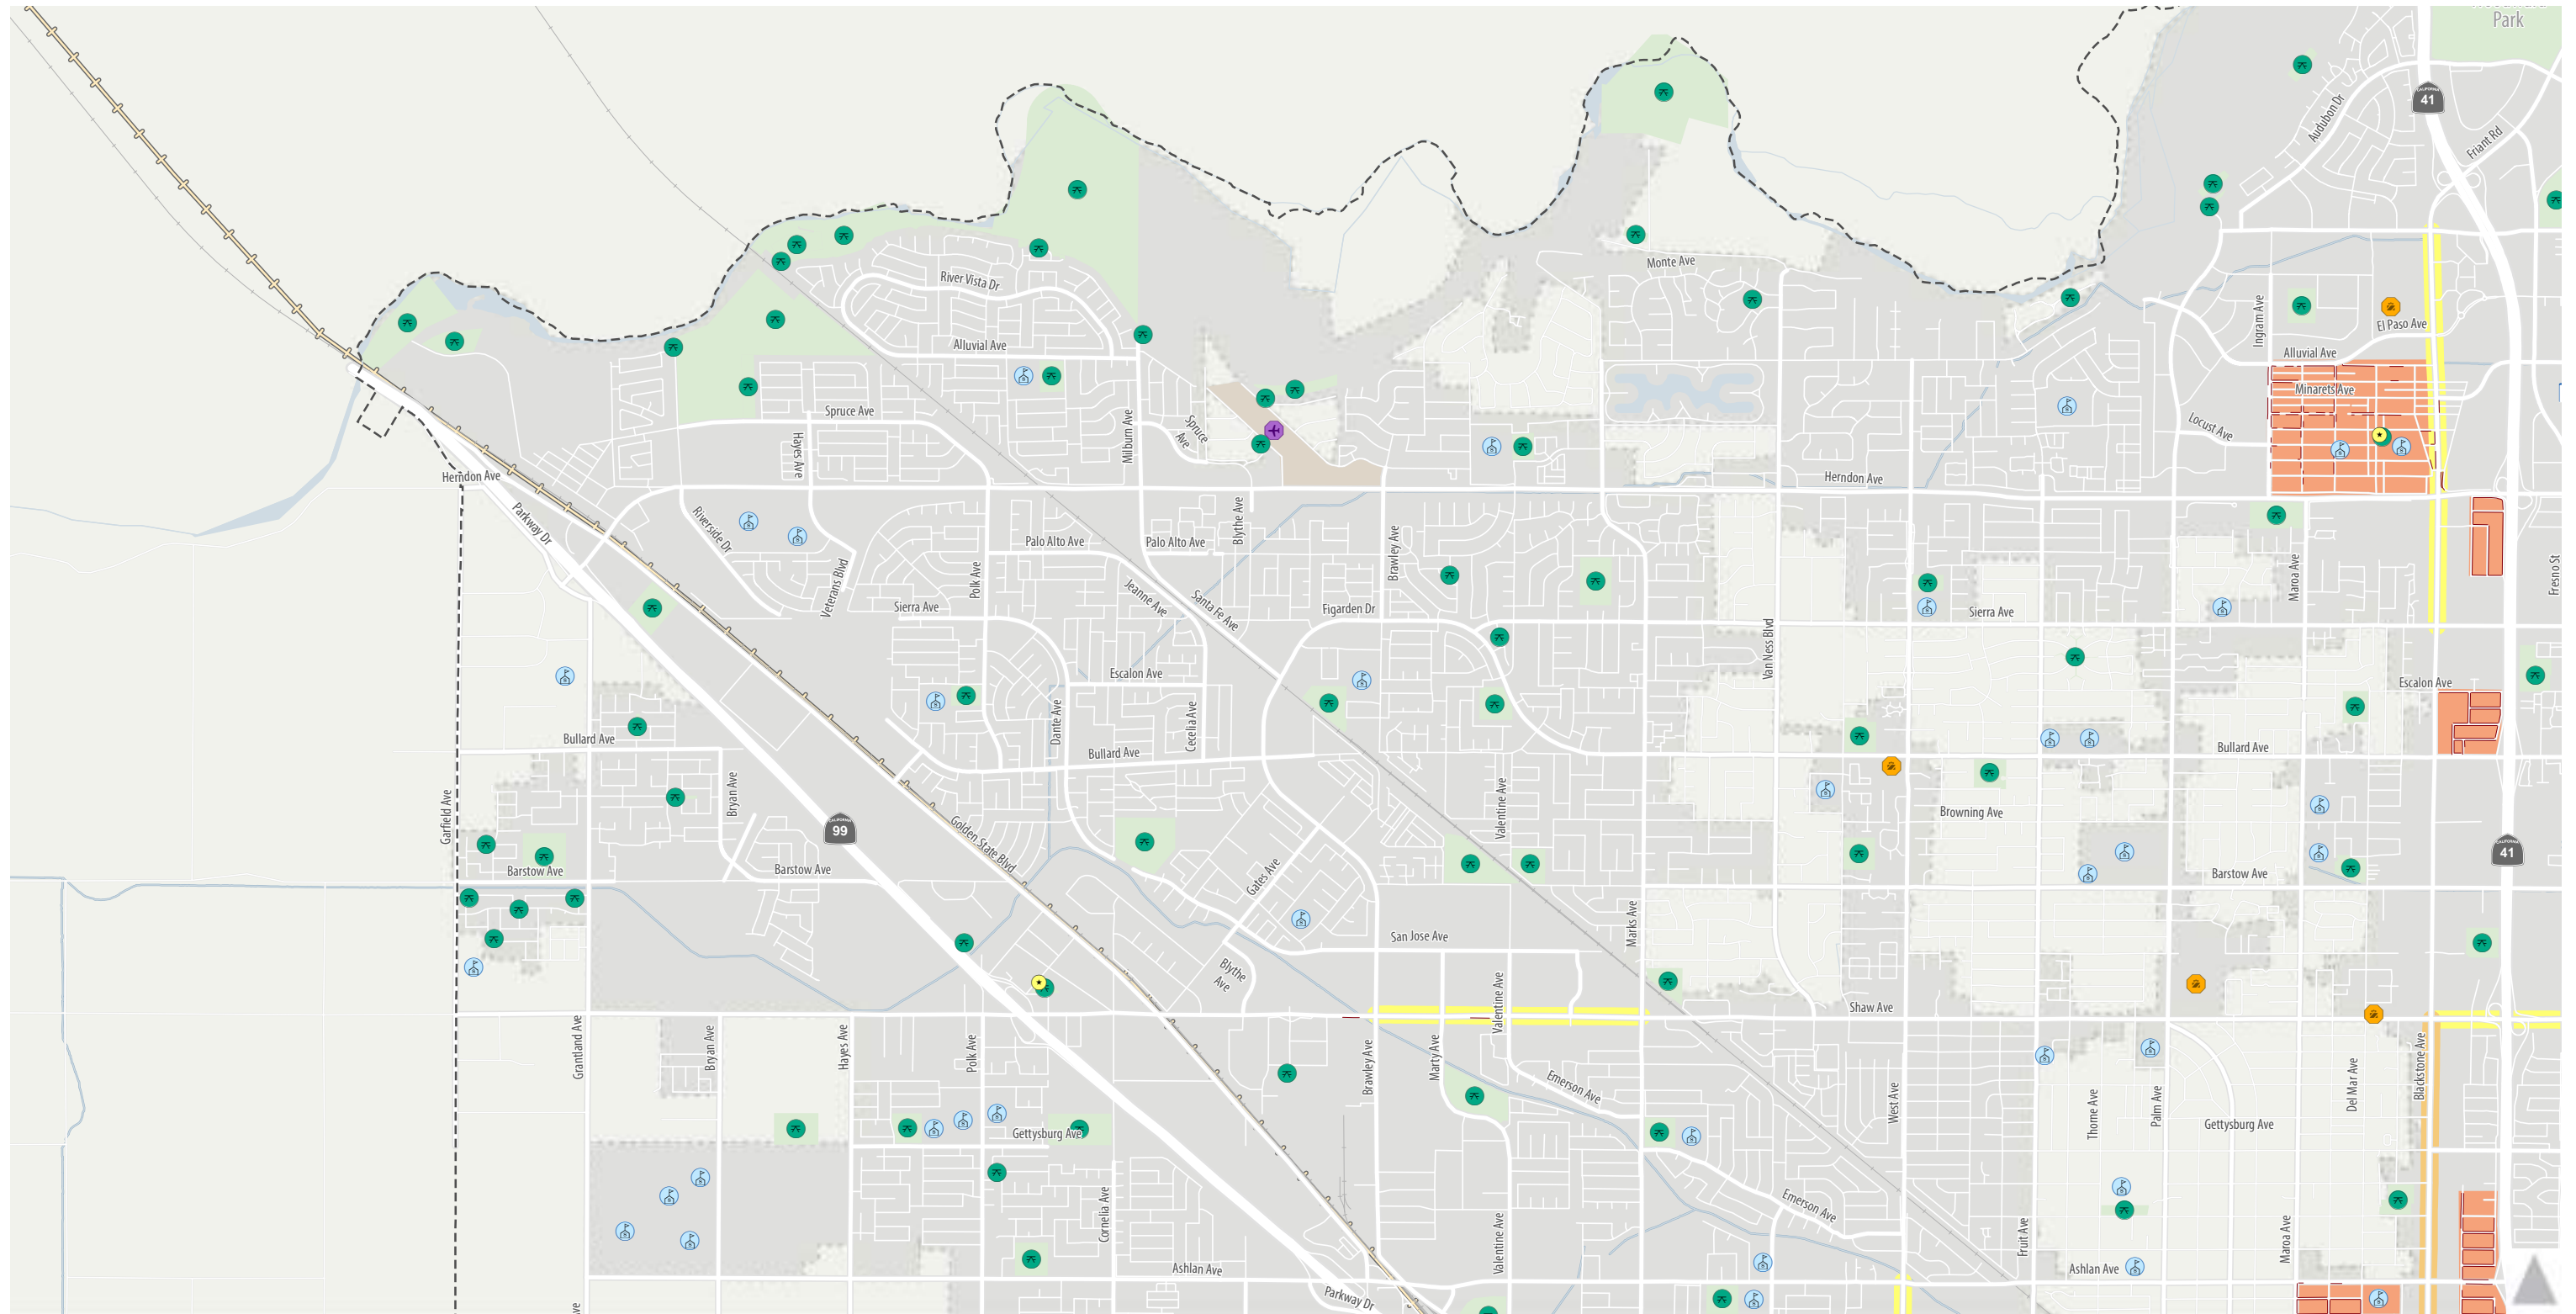 Park
CALIFORNIA
41
Audubon Dr
Friant Rd
River Vista Dr
Monte Ave
Ingram Ave
El Paso Ave
Alluvial Ave
Alluvial Ave
Minarets Ave
Spruce Ave
Milburn Ave
Spruce
Ave
Locust Ave
Hayes Ave
Herndon Ave
Herndon Ave
Parkway Dr
Riverside Dr
Veterans Blvd
Palo Alto Ave
Palo Alto Ave
Blythe Ave
Brawley Ave
Polk Ave
Jeanne Ave
Santa Fe Ave
Sierra Ave
Figarden Dr
Sierra Ave
Maroa Ave
Fresno St
Van Ness Blvd
Escalon Ave
Escalon Ave
Dante Ave
Cecelia Ave
Bullard Ave
Bullard Ave
Bullard Ave
Garfield Ave
Bryan Ave
CALIFORNIA
99
Golden State Blvd
Valentine Ave
Browning Ave
CALIFORNIA
41
Barstow Ave
Barstow Ave
Gates Ave
Barstow Ave
Marks Ave
San Jose Ave
Blythe
Ave
Valentine Ave
Shaw Ave
Grantland Ave
Bryan Ave
Hayes Ave
Polk Ave
Brawley Ave
Marty Ave
Emerson Ave
West Ave
Thorne Ave
Palm Ave
Del Mar Ave
Blackstone Ave
Gettysburg Ave
Gettysburg Ave
Cornelia Ave
Valentine Ave
Emerson Ave
Fruit Ave
Maroa Ave
Ashlan Ave
Ashlan Ave
Parkway Dr